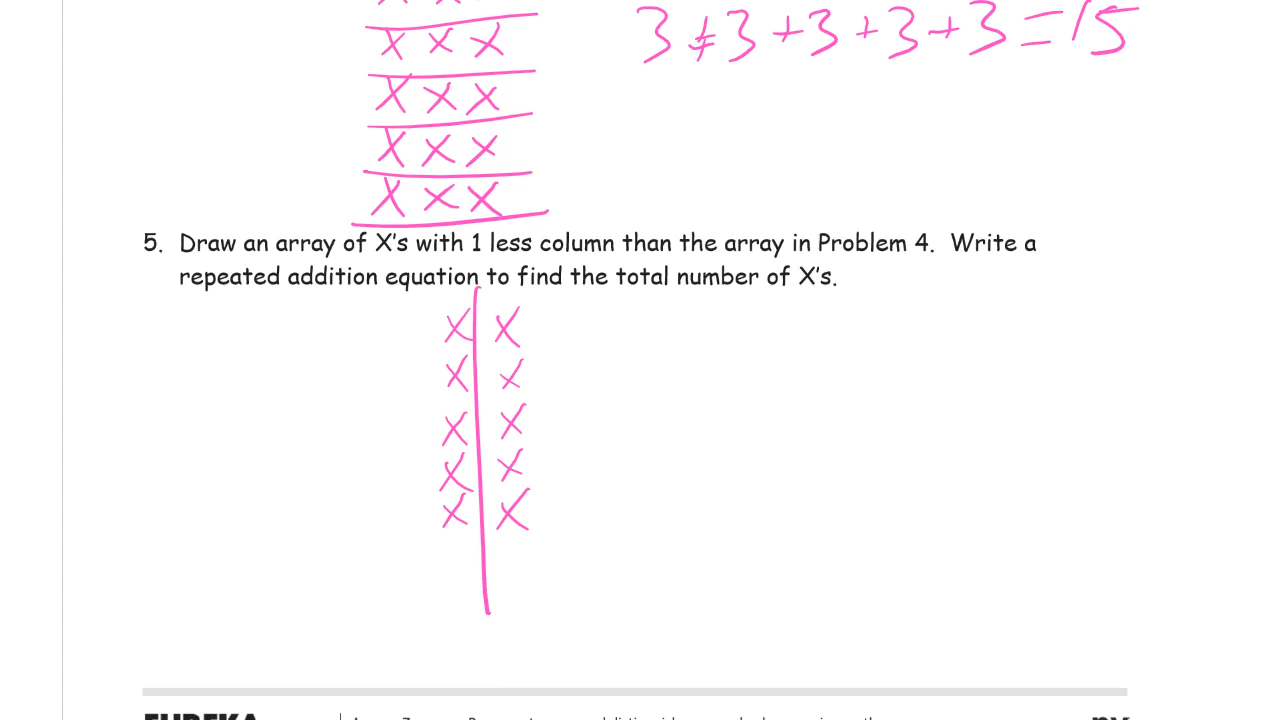 3 + 3 + 3 + 3 + 3 = 15
X X X
X X X
X X X
X X X
5. Draw an array of X's with 1 less column than the array in Problem 4. Write a
repeated addition equation to find the total number of X's.
X X
X X
X X
X X
X X
EUREKA